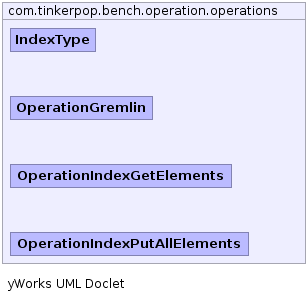 com.tinkerpop.bench.operation.operations
IndexType
OperationGremlin
OperationIndexGetElements
OperationIndexPutAllElements
yWorks UML Doclet